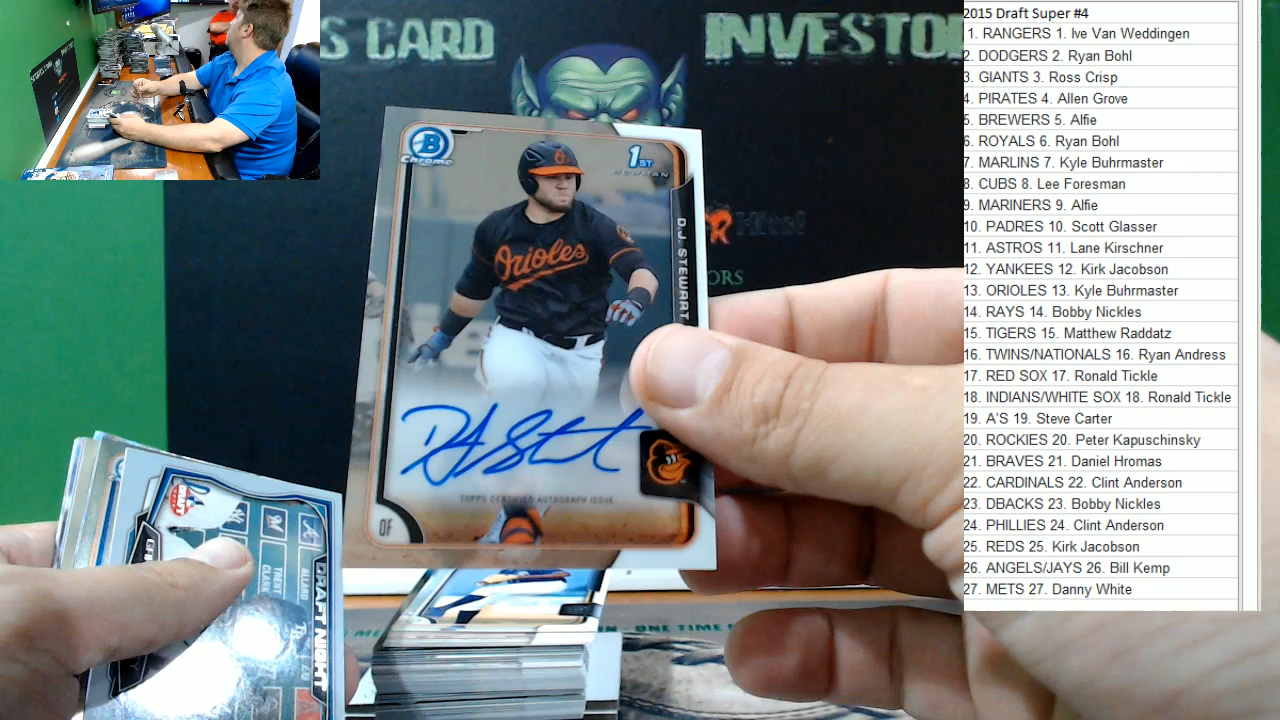 S CARD INVESTO
B
Chrome
1ST
BOWMAN
D.J. STEWART
Orioles
TOPPS CERTIFIED AUTOGRAPH ISSUE
OF
Hits!
ORS
DRAFT NIGHT
ALLARD
TRENT
CLARK
ONE TIME
2015 Draft Super #4
1. RANGERS 1. Ive Van Weddingen
2. DODGERS 2. Ryan Bohl
3. GIANTS 3. Ross Crisp
4. PIRATES 4. Allen Grove
5. BREWERS 5. Alfie
6. ROYALS 6. Ryan Bohl
7. MARLINS 7. Kyle Buhrmaster
8. CUBS 8. Lee Foresman
9. MARINERS 9. Alfie
10. PADRES 10. Scott Glasser
11. ASTROS 11. Lane Kirschner
12. YANKEES 12. Kirk Jacobson
13. ORIOLES 13. Kyle Buhrmaster
14. RAYS 14. Bobby Nickles
15. TIGERS 15. Matthew Raddatz
16. TWINS/NATIONALS 16. Ryan Andress
17. RED SOX 17. Ronald Tickle
18. INDIANS/WHITE SOX 18. Ronald Tickle
19. A'S 19. Steve Carter
20. ROCKIES 20. Peter Kapuschinsky
21. BRAVES 21. Daniel Hromas
22. CARDINALS 22. Clint Anderson
23. DBACKS 23. Bobby Nickles
24. PHILLIES 24. Clint Anderson
25. REDS 25. Kirk Jacobson
26. ANGELS/JAYS 26. Bill Kemp
27. METS 27. Danny White